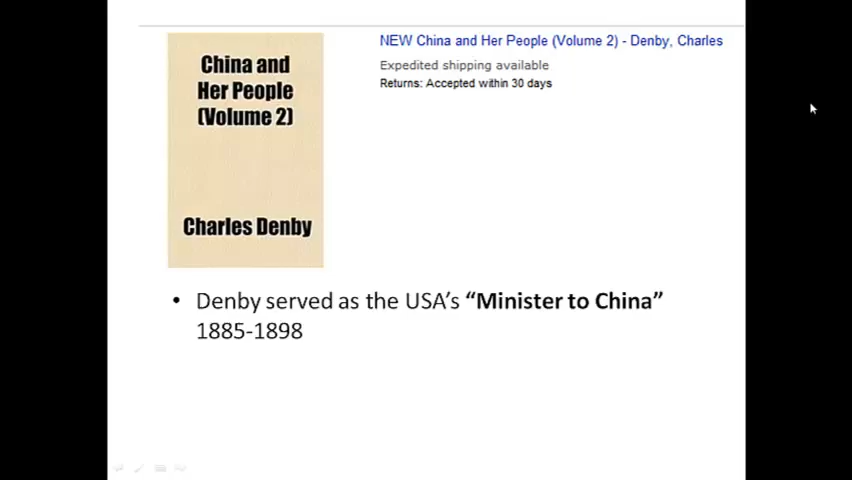 China and
Her People
(Volume 2)
Charles Denby
NEW China and Her People (Volume 2) - Denby, Charles
Expedited shipping available
Returns: Accepted within 30 days
• Denby served as the USA's “Minister to China”
1885-1898